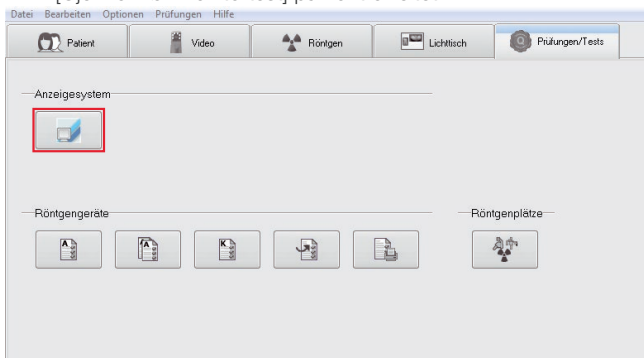 Datei Bearbeiten Optionen Prüfungen Hilfe
Patient Video Röntgen Lichttisch Prüfungen/Tests
Anzeigesystem
Röntgengeräte Röntgenplätze
A A K